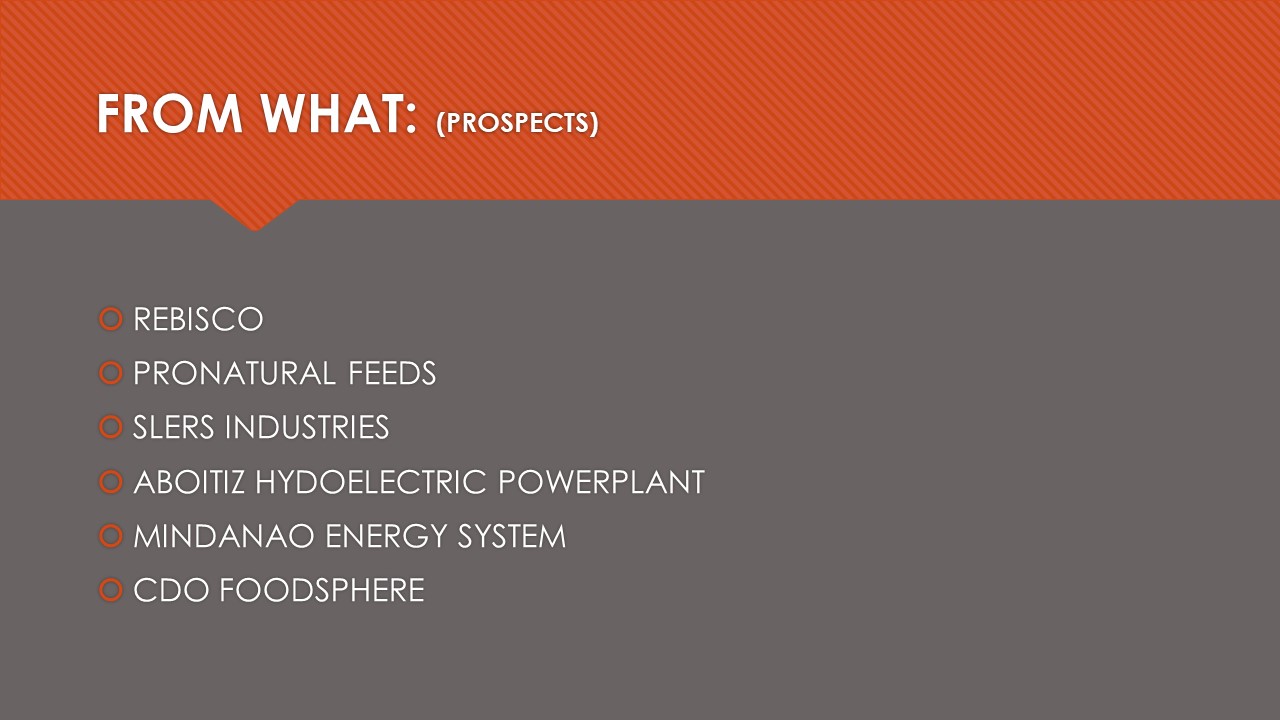 FROM WHAT: (PROSPECTS)
REBISCO
PRONATURAL FEEDS
SLERS INDUSTRIES
ABOITIZ HYDOELECTRIC POWERPLANT
MINDANAO ENERGY SYSTEM
CDO FOODSPHERE